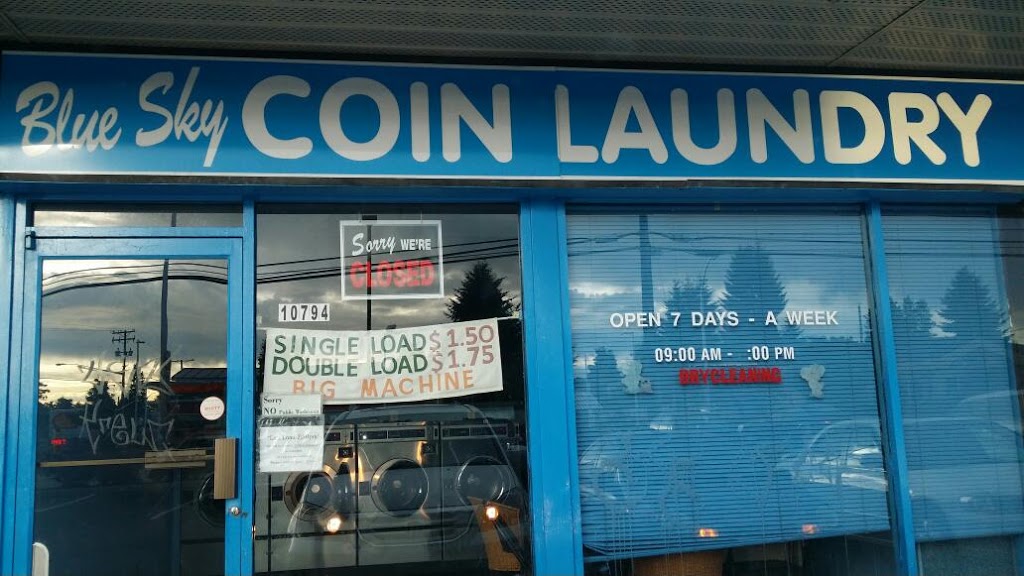 Blue Sky COIN LAUNDRY
Sorry WE'RE
CLOSED
10794
SINGLE LOAD $1.50
DOUBLE LOAD $1.75
BIG MACHINE
OPEN 7 DAYS - A WEEK
09:00 AM - :00 PM
DRYCLEANING
Sorry
NO Public Washroom